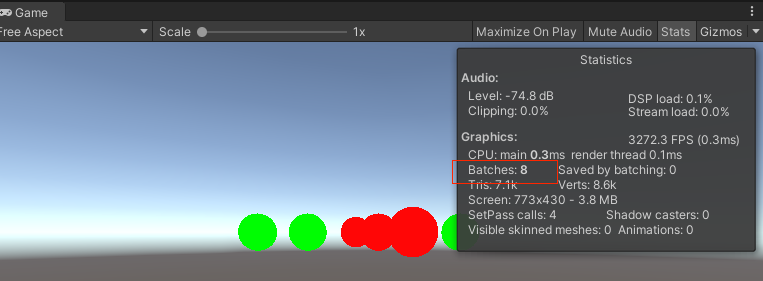 Game
Free Aspect Scale 1x Maximize On Play Mute Audio Stats Gizmos
Statistics
Audio:
Level: -74.8 dB DSP load: 0.1%
Clipping: 0.0% Stream load: 0.0%
Graphics: 3272.3 FPS (0.3ms)
CPU: main 0.3ms render thread 0.1ms
Batches: 8 Saved by batching: 0
Tris: 7.1k Verts: 8.6k
Screen: 773x430 - 3.8 MB
SetPass calls: 4 Shadow casters: 0
Visible skinned meshes: 0 Animations: 0